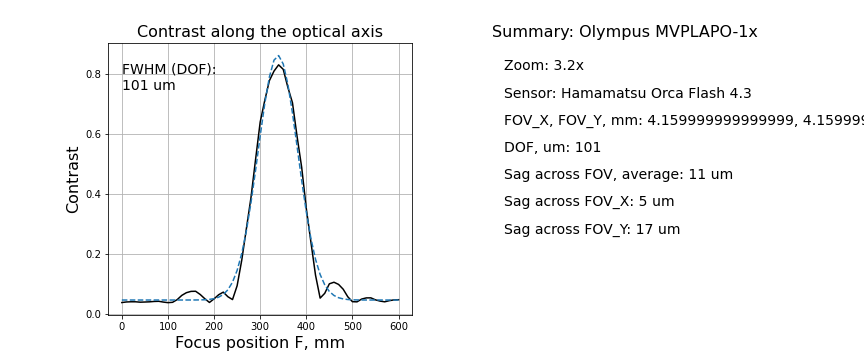 Contrast along the optical axis
FWHM (DOF):
101 um
0.8
0.6
0.4
0.2
0.0
Contrast
0 100 200 300 400 500 600
Focus position F, mm
Summary: Olympus MVPLAPO-1x
Zoom: 3.2x
Sensor: Hamamatsu Orca Flash 4.3
FOV_X, FOV_Y, mm: 4.159999999999999, 4.159999
DOF, um: 101
Sag across FOV, average: 11 um
Sag across FOV_X: 5 um
Sag across FOV_Y: 17 um